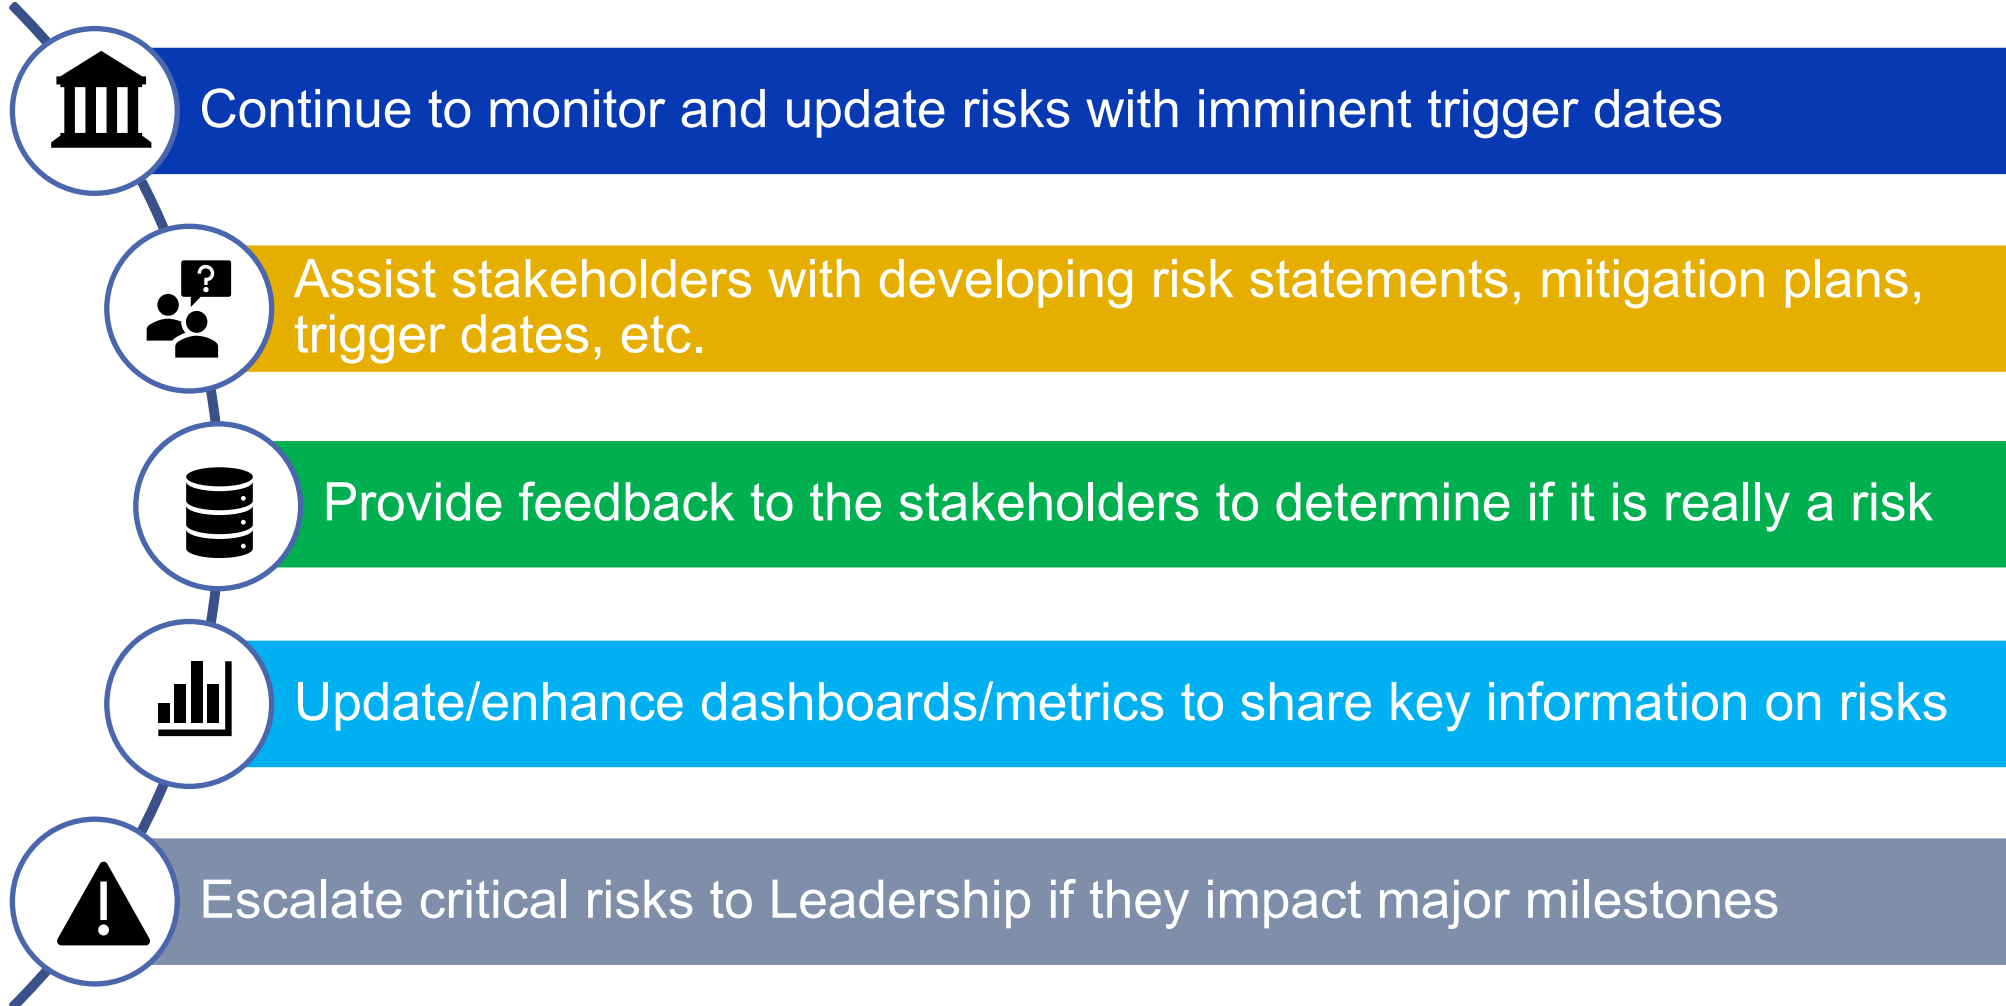 Continue to monitor and update risks with imminent trigger dates
?
Assist stakeholders with developing risk statements, mitigation plans,
trigger dates, etc.
Provide feedback to the stakeholders to determine if it is really a risk
Update/enhance dashboards/metrics to share key information on risks
Escalate critical risks to Leadership if they impact major milestones